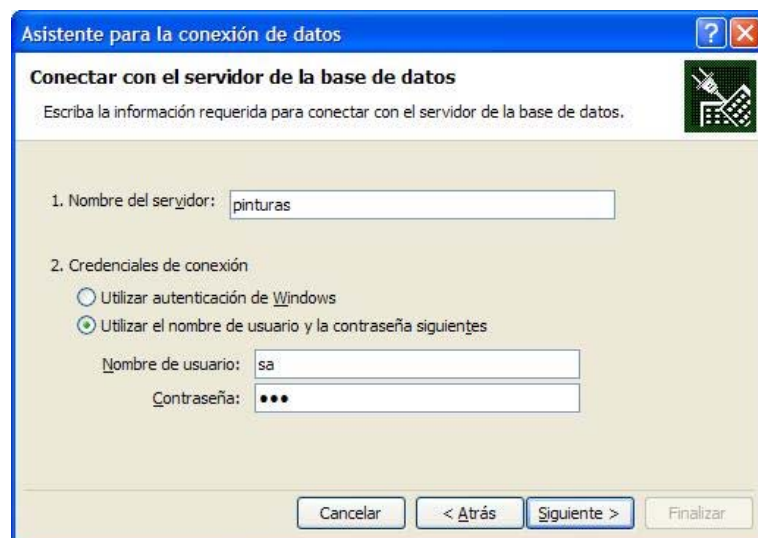 Asistente para la conexión de datos
Conectar con el servidor de la base de datos
Escriba la información requerida para conectar con el servidor de la base de datos.
1. Nombre del servidor: pinturas
2. Credenciales de conexión
Utilizar autenticación de Windows
Utilizar el nombre de usuario y la contraseña siguientes
Nombre de usuario: sa
Contraseña: •••
Cancelar < Atrás Siguiente > Finalizar